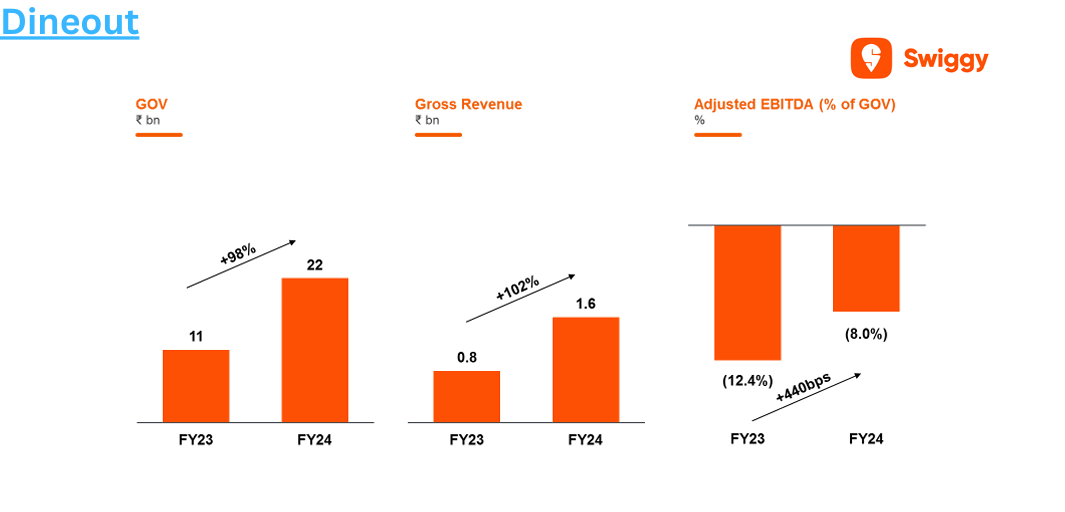 Dineout
Swiggy
GOV
₹ bn
+98%
11
22
FY23
FY24
Gross Revenue
₹ bn
+102%
0.8
1.6
FY23
FY24
Adjusted EBITDA (% of GOV)
%
(12.4%)
(8.0%)
+440bps
FY23
FY24